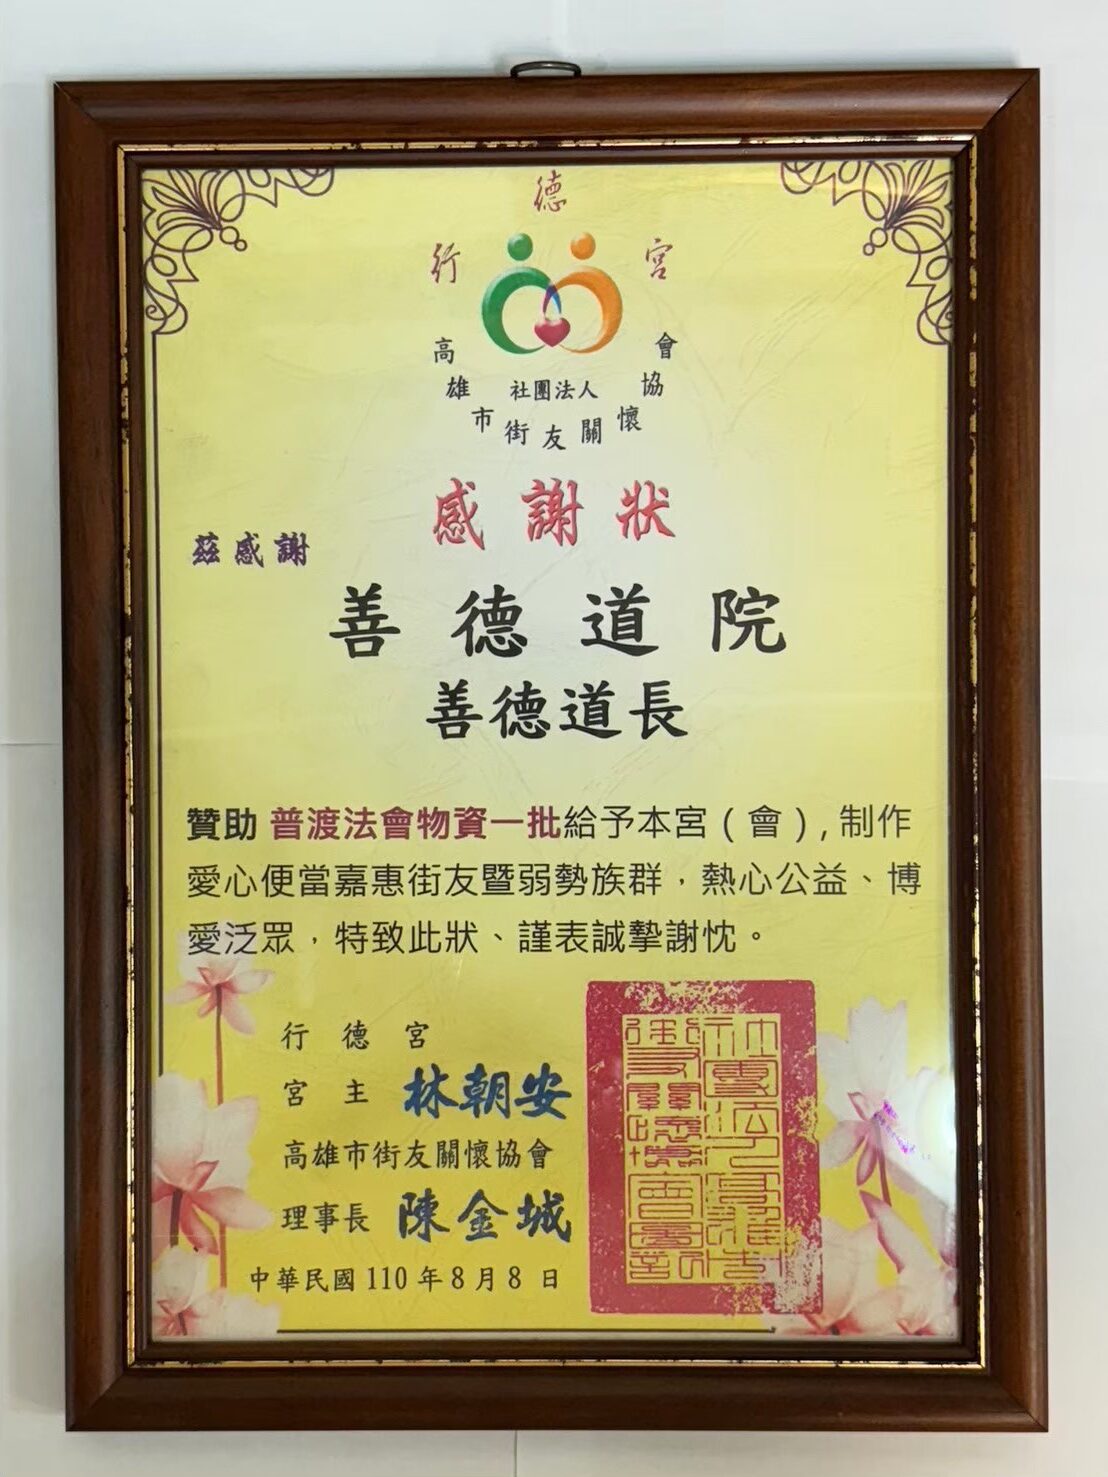 行德宮
社團法人
高雄市街友關懷協會
感謝狀
茲感謝
善德道院
善德道長
贊助 普渡法會物資一批給予本宮（會）, 制作
愛心便當嘉惠街友暨弱勢族群，熱心公益、博
愛泛眾，特致此狀、謹表誠摯謝忱。
行德宮
宮主 林朝安
高雄市街友關懷協會
理事長 陳金城
中華民國 110 年 8 月 8 日